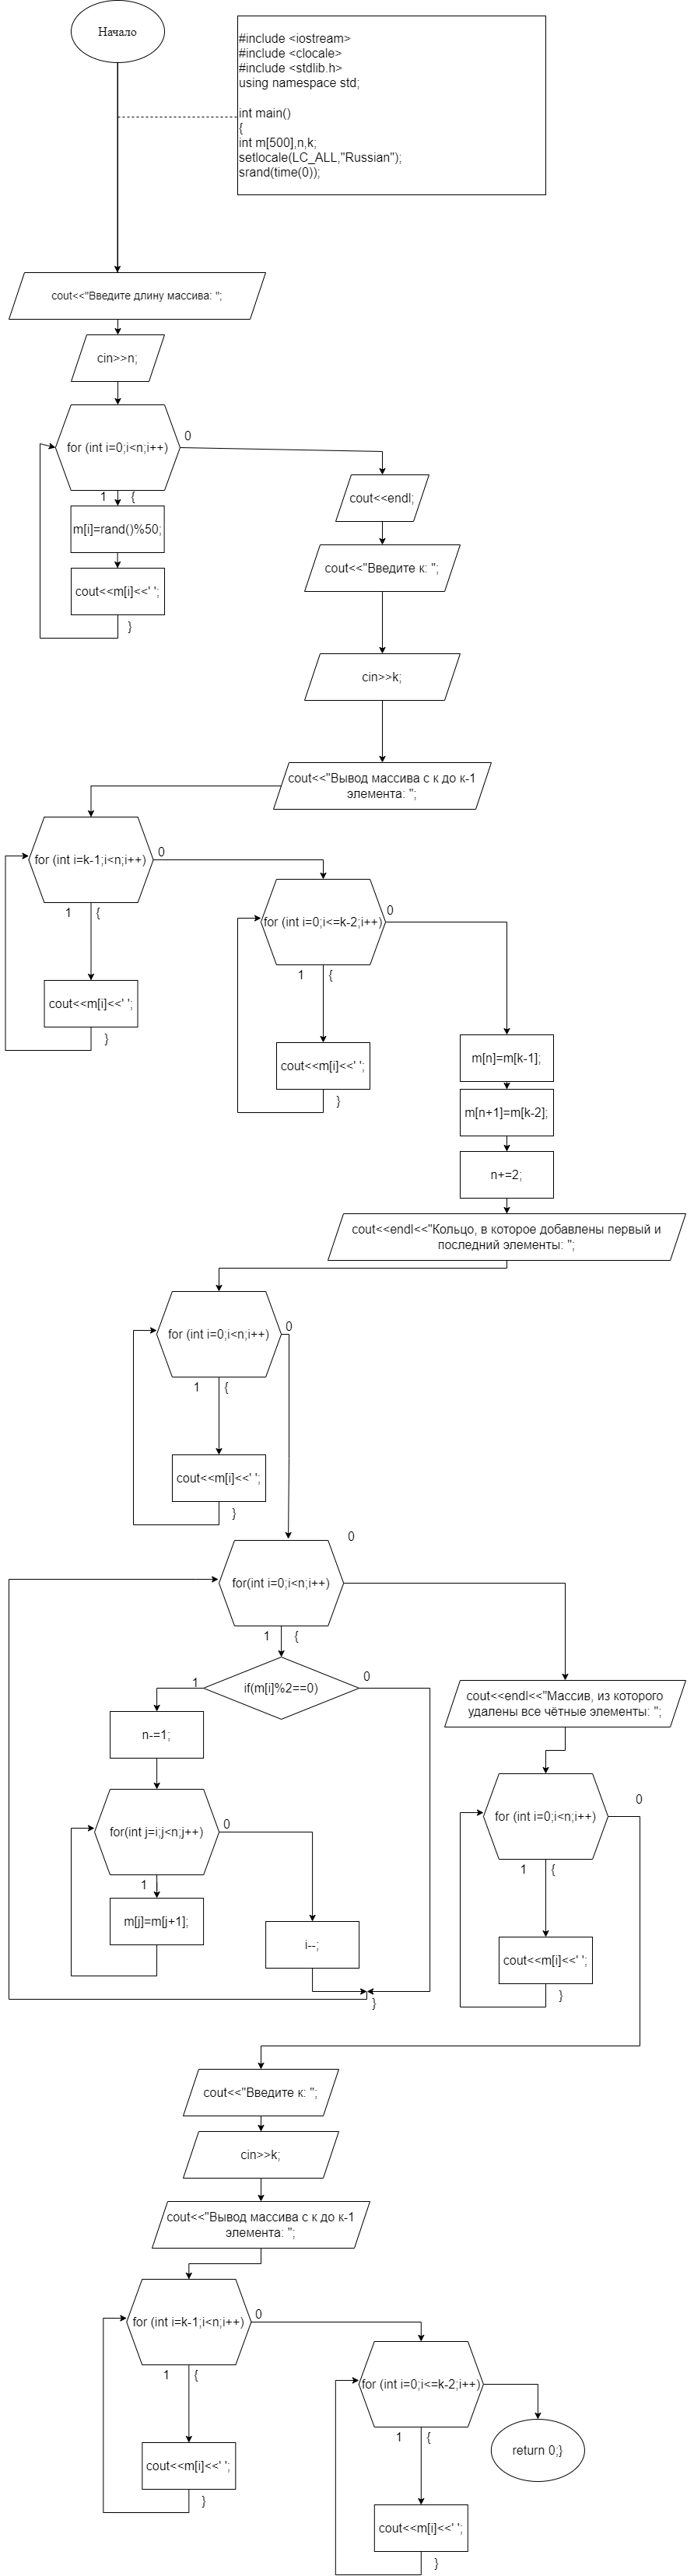 Начало
#include <iostream>
#include <clocale>
#include <stdlib.h>
using namespace std;
int main()
{
int m[500],n,k;
setlocale(LC_ALL,"Russian");
srand(time(0));
cout<<"Введите длину массива: ";
cin>>n;
for (int i=0;i<n;i++)
0
1
{
m[i]=rand()%50;
cout<<m[i]<<' ';
}
cout<<endl;
cout<<"Введите к: ";
cin>>k;
cout<<"Вывод массива с к до к-1
элемента: ";
for (int i=k-1;i<n;i++)
0
1
{
cout<<m[i]<<' ';
}
for (int i=0;i<=k-2;i++)
0
1
{
cout<<m[i]<<' ';
}
m[n]=m[k-1];
m[n+1]=m[k-2];
n+=2;
cout<<endl<<"Кольцо, в которое добавлены первый и
последний элементы: ";
for (int i=0;i<n;i++)
0
1
{
cout<<m[i]<<' ';
}
0
for(int i=0;i<n;i++)
1
{
if(m[i]%2==0)
1
0
n-=1;
for(int j=i;j<n;j++)
0
1
m[j]=m[j+1];
i--;
}
cout<<endl<<"Массив, из которого
удалены все чётные элементы: ";
for (int i=0;i<n;i++)
0
1
{
cout<<m[i]<<' ';
}
cout<<"Введите к: ";
cin>>k;
cout<<"Вывод массива с к до к-1
элемента: ";
for (int i=k-1;i<n;i++)
0
1
{
cout<<m[i]<<' ';
}
for (int i=0;i<=k-2;i++)
1
{
cout<<m[i]<<' ';
}
return 0;}